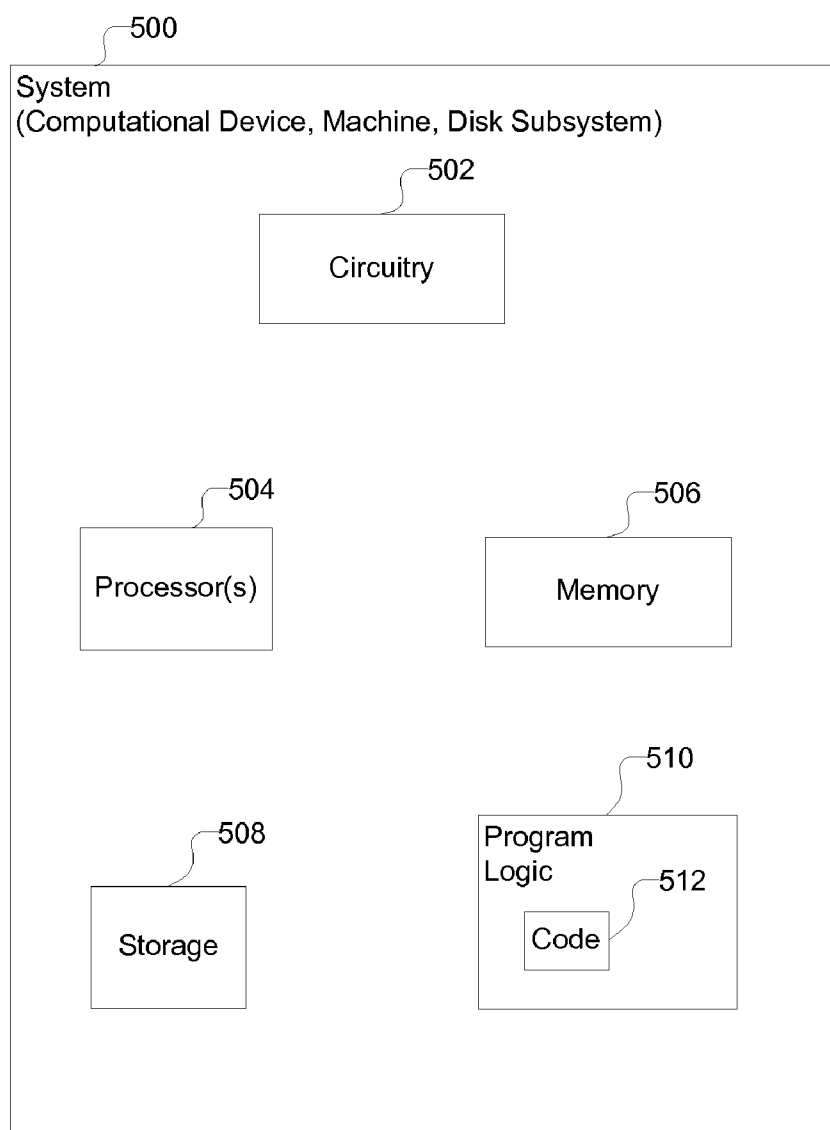 500
System
(Computational Device, Machine, Disk Subsystem)
502
Circuitry
504
506
Processor(s)
Memory
510
508
Program
Logic
512
Storage
Code